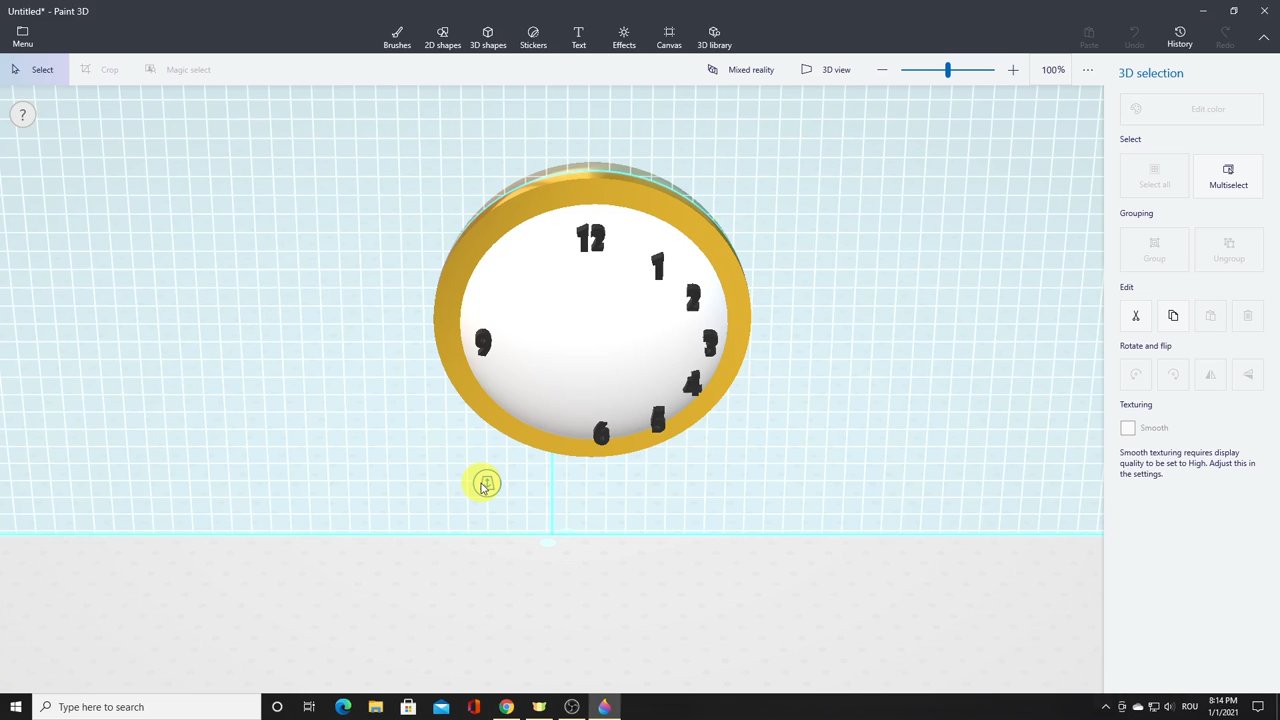 Untitled* - Paint 3D
Menu
Brushes
2D shapes
3D shapes
Stickers
Text
Effects
Canvas
3D library
Paste
Undo
History
Redo
Select
Crop
Magic select
Mixed reality
3D view
100%
?
3D selection
Edit color
Select
Select all
Multiselect
Grouping
Group
Ungroup
Edit
Rotate and flip
Texturing
Smooth
Smooth texturing requires display
quality to be set to High. Adjust this in
the settings.
12
1
2
3
4
5
6
9
Type here to search
ROU
8:14 PM
1/1/2021